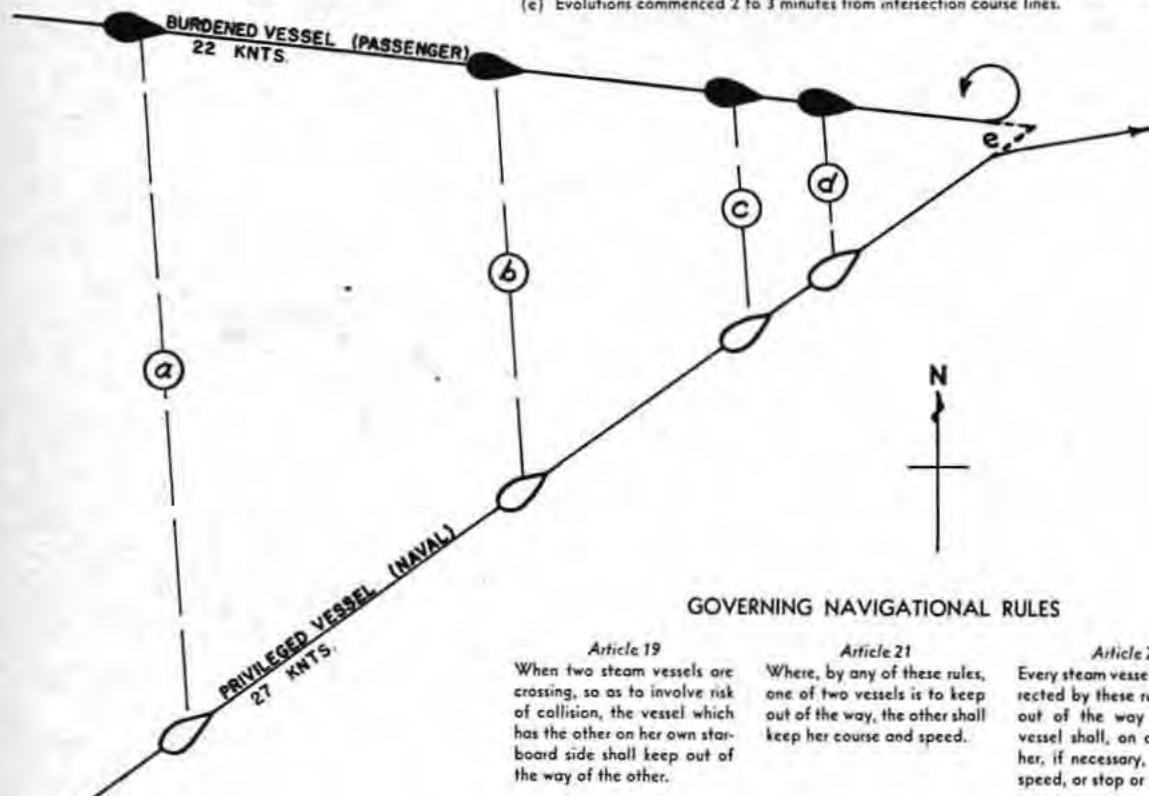 (e) Evolutions commenced 2 to 3 minutes from intersection course lines.
BURDENED VESSEL (PASSENGER)
22 KNTS.
a
b
c
d
e
N
PRIVILEGED VESSEL (NAVAL)
27 KNTS.
GOVERNING NAVIGATIONAL RULES
Article 19
When two steam vessels are
crossing, so as to involve risk
of collision, the vessel which
has the other on her own star-
board side shall keep out of
the way of the other.
Article 21
Where, by any of these rules,
one of two vessels is to keep
out of the way, the other shall
keep her course and speed.
Article 2
Every steam vessel
rected by these ru
out of the way
vessel shall, on a
her, if necessary,
speed, or stop or